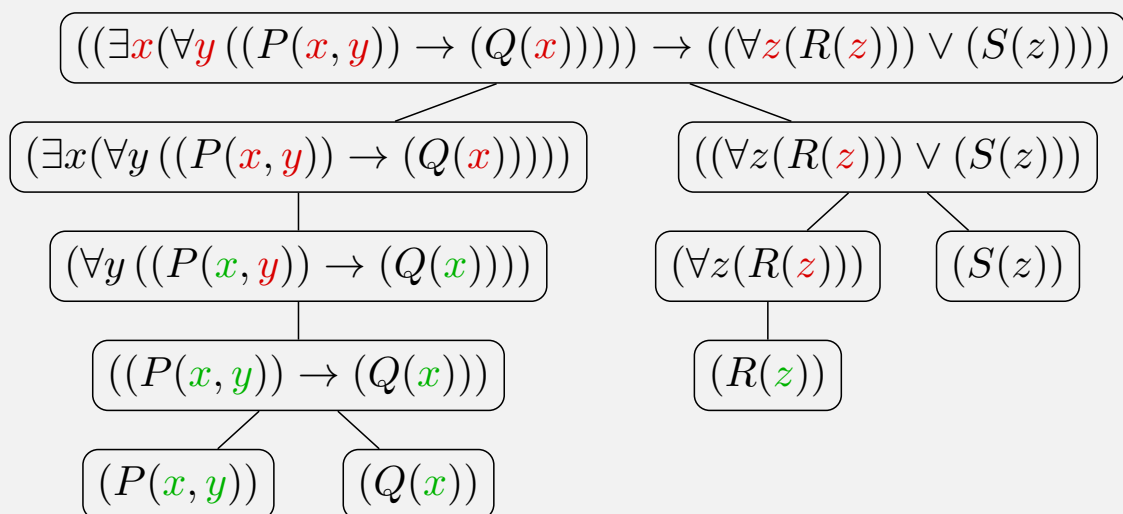 ((∃x(∀y ((P(x, y)) → (Q(x))))) → ((∀z(R(z))) ∨ (S(z))))
(∃x(∀y ((P(x, y)) → (Q(x)))))
((∀z(R(z))) ∨ (S(z)))
(∀y ((P(x, y)) → (Q(x))))
(∀z(R(z)))
(S(z))
((P(x, y)) → (Q(x)))
(R(z))
(P(x, y))
(Q(x))